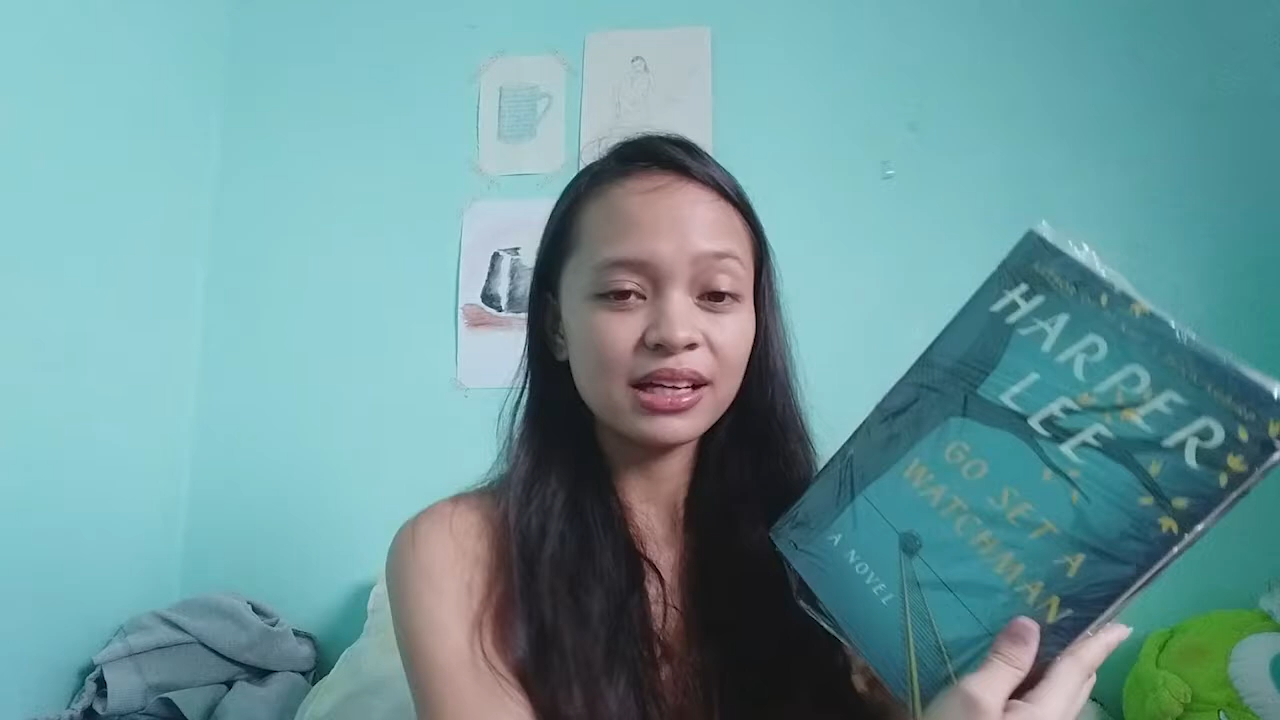 HARPER
LEE
GO SET A
WATCHMAN
A NOVEL